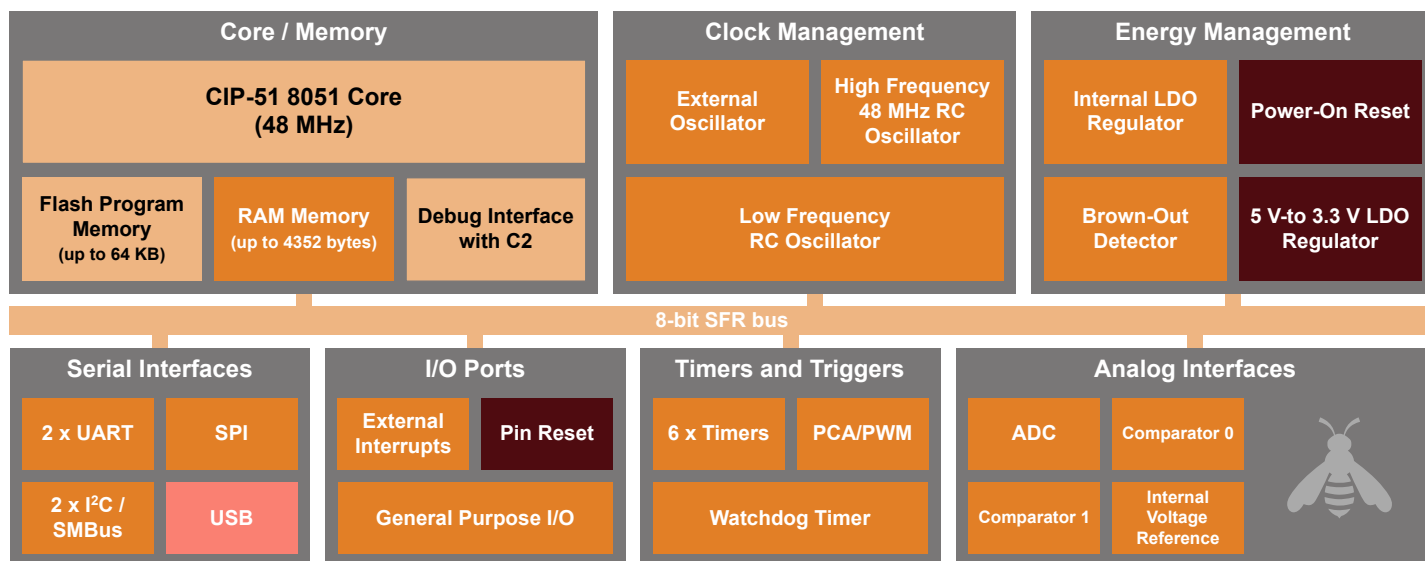 Core / Memory
CIP-51 8051 Core
(48 MHz)
Flash Program
Memory
(up to 64 KB)
RAM Memory
(up to 4352 bytes)
Debug Interface
with C2
Clock Management
External
Oscillator
High Frequency
48 MHz RC
Oscillator
Low Frequency
RC Oscillator
Energy Management
Internal LDO
Regulator
Power-On Reset
Brown-Out
Detector
5 V-to 3.3 V LDO
Regulator
8-bit SFR bus
Serial Interfaces
2 x UART
SPI
2 x I²C /
SMBus
USB
I/O Ports
External
Interrupts
Pin Reset
General Purpose I/O
Timers and Triggers
6 x Timers
PCA/PWM
Watchdog Timer
Analog Interfaces
ADC
Comparator 0
Comparator 1
Internal
Voltage
Reference